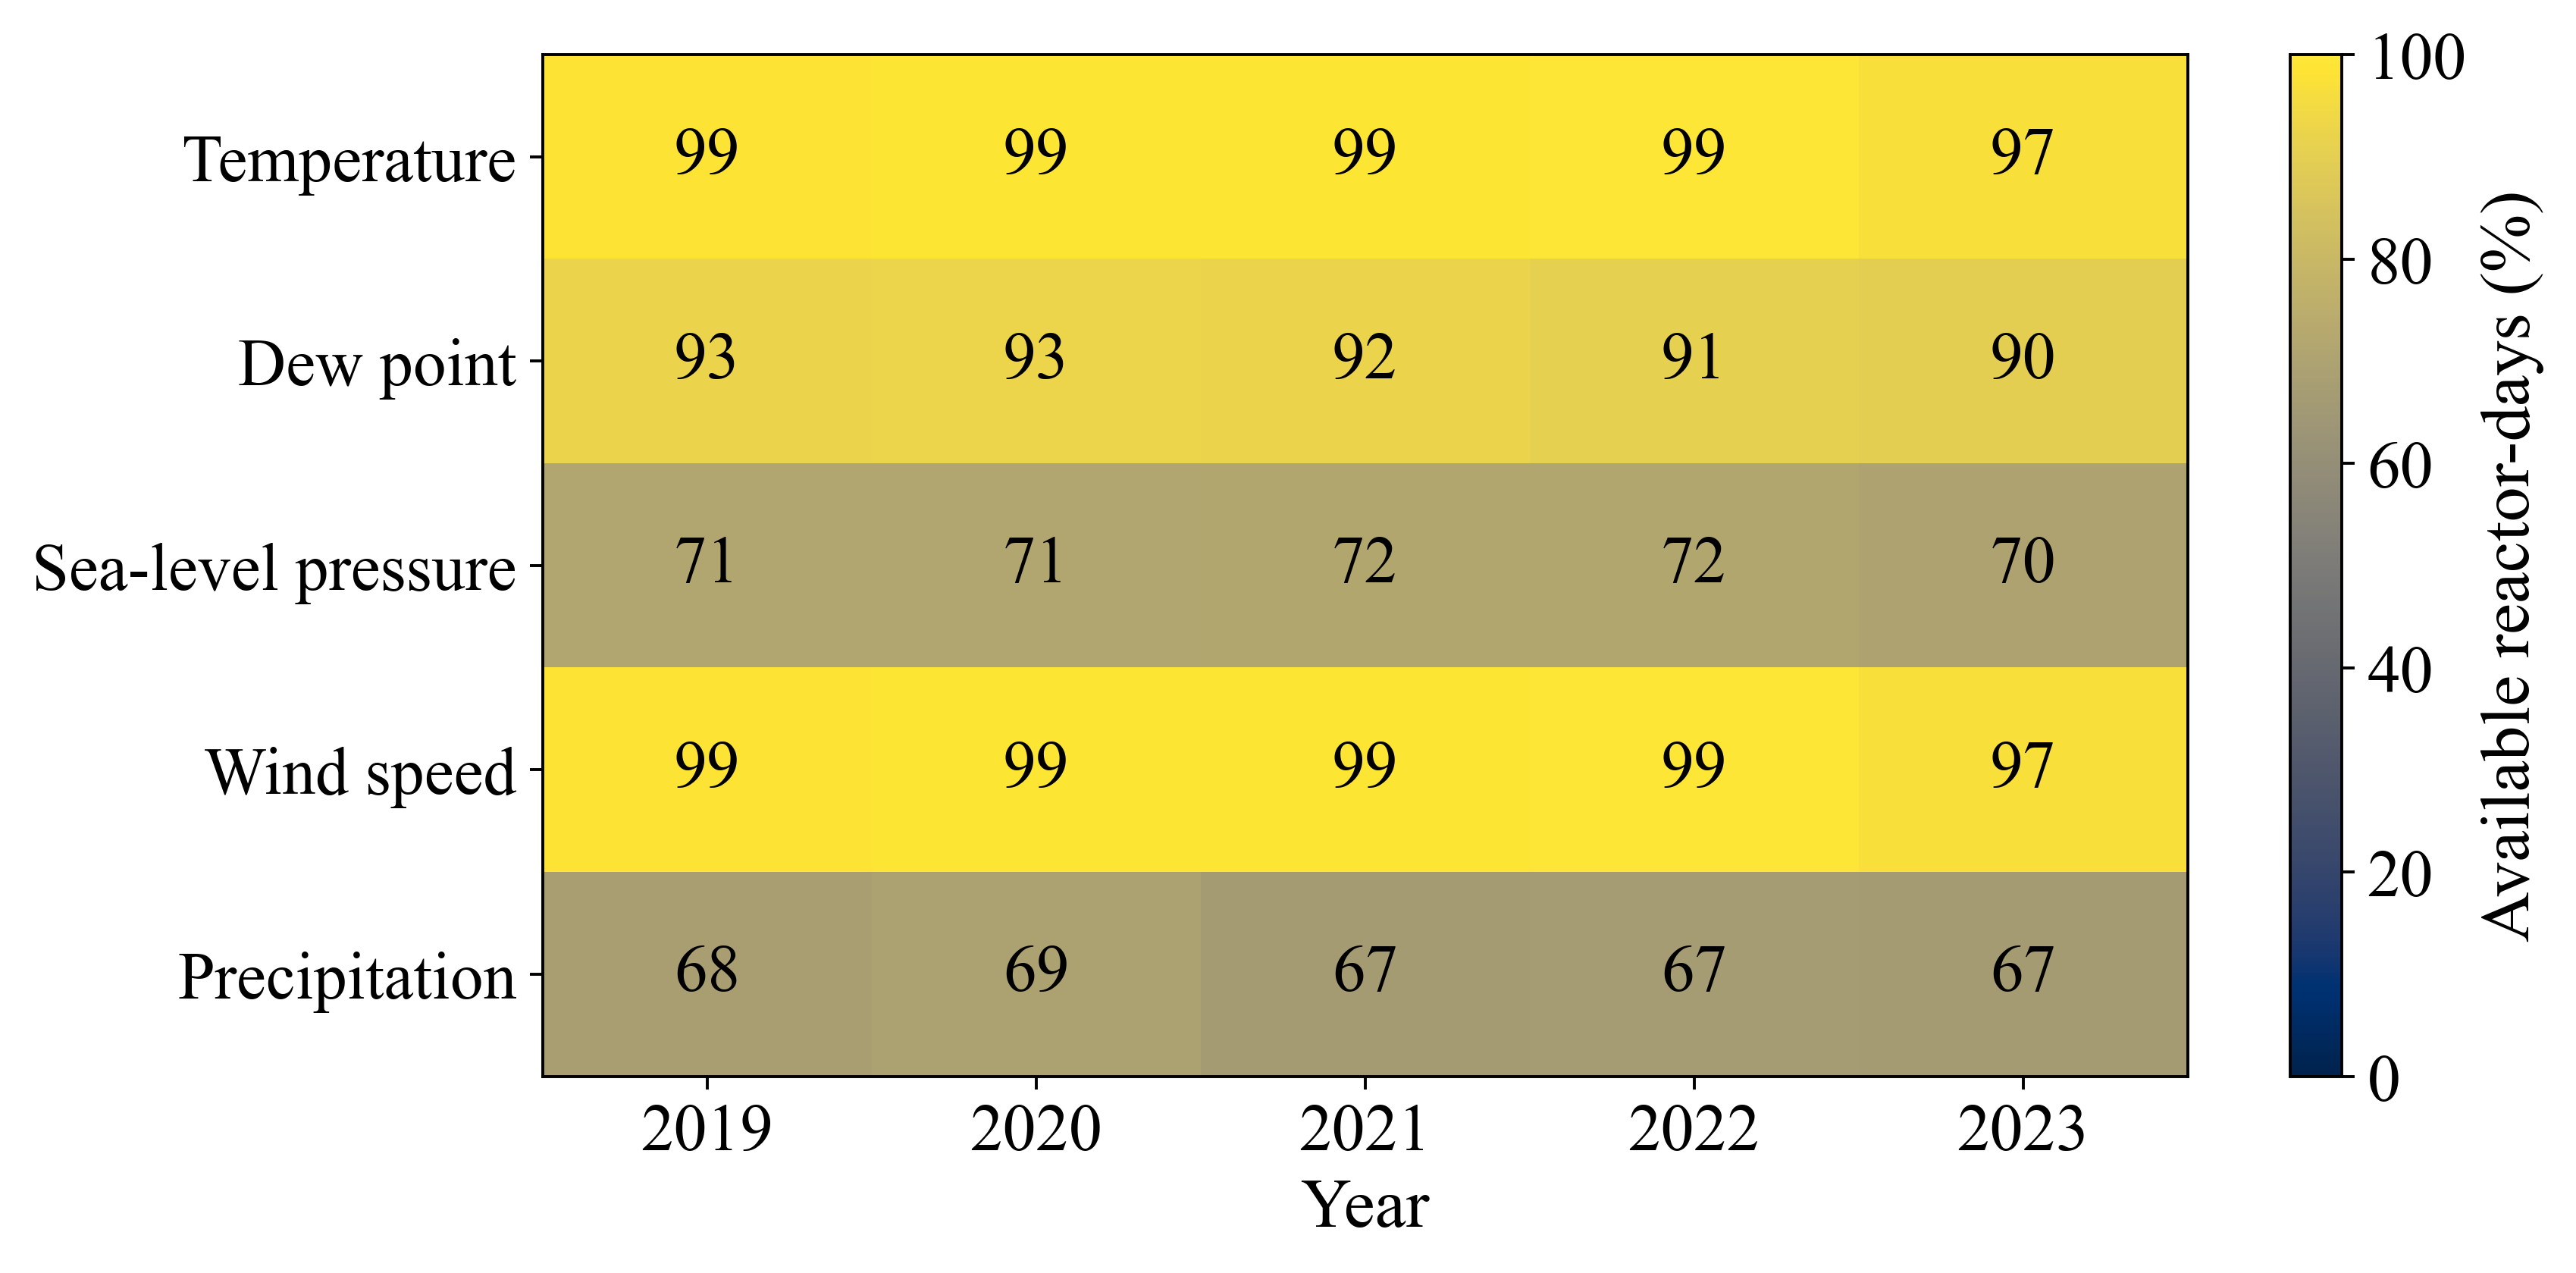 Temperature 99 99 99 99 97
Dew point 93 93 92 91 90
Sea-level pressure 71 71 72 72 70
Wind speed 99 99 99 99 97
Precipitation 68 69 67 67 67
2019 2020 2021 2022 2023
Year
100
80
60
40
20
0
Available reactor-days (%)